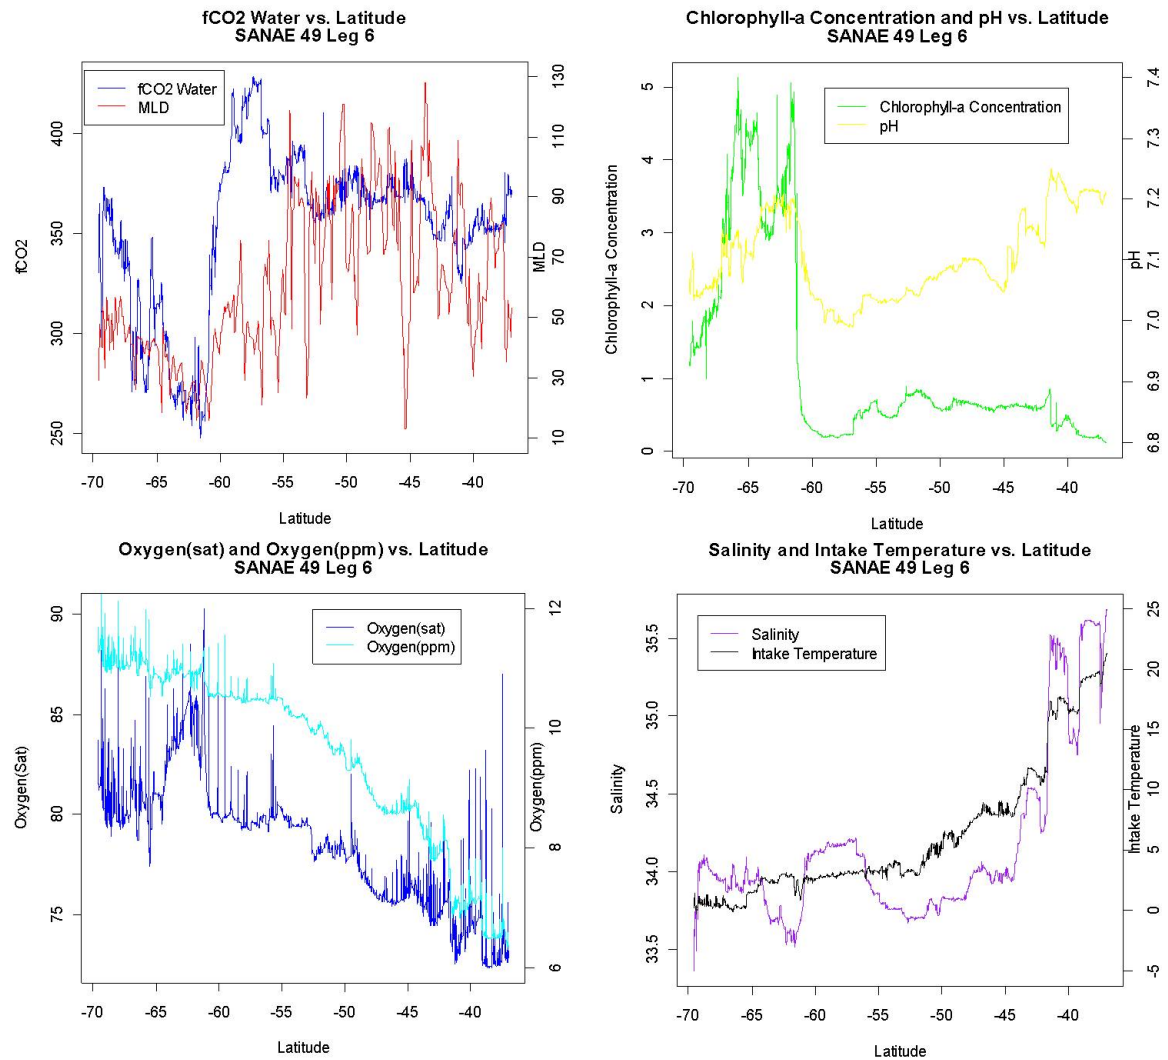 fCO2 Water vs. Latitude
SANAE 49 Leg 6
fCO2 Water
MLD
fCO2
400
350
300
250
MLD
130
110
90
70
50
30
10
-70 -65 -60 -55 -50 -45 -40
Latitude
Chlorophyll-a Concentration and pH vs. Latitude
SANAE 49 Leg 6
Chlorophyll-a Concentration
pH
Chlorophyll-a Concentration
5
4
3
2
1
0
pH
7.4
7.3
7.2
7.1
7.0
6.9
6.8
-70 -65 -60 -55 -50 -45 -40
Latitude
Oxygen(sat) and Oxygen(ppm) vs. Latitude
SANAE 49 Leg 6
Oxygen(sat)
Oxygen(ppm)
Oxygen(Sat)
90
85
80
75
Oxygen(ppm)
12
10
8
6
-70 -65 -60 -55 -50 -45 -40
Latitude
Salinity and Intake Temperature vs. Latitude
SANAE 49 Leg 6
Salinity
Intake Temperature
Salinity
35.5
35.0
34.5
34.0
33.5
Intake Temperature
25
20
15
10
5
0
-5
-70 -65 -60 -55 -50 -45 -40
Latitude